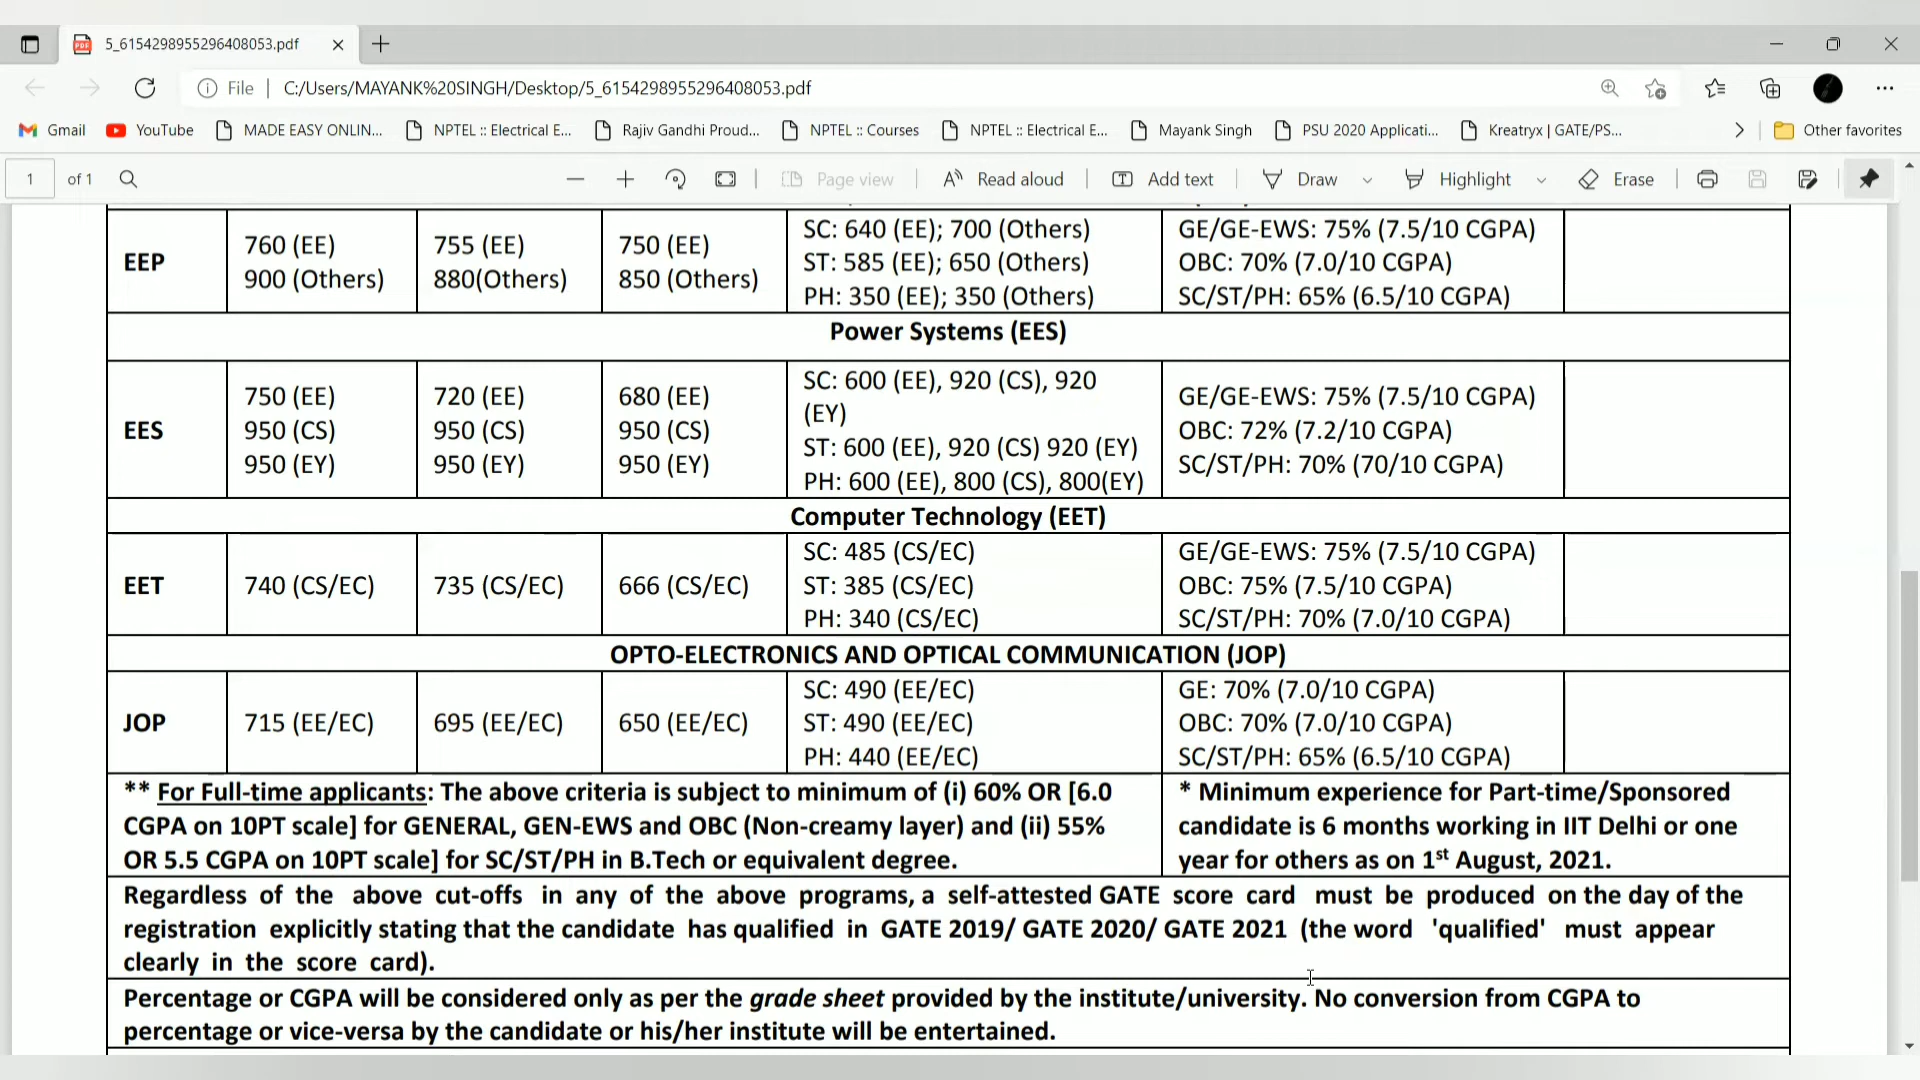 5_6154298955296408053.pdf
File | C:/Users/MAYANK%20SINGH/Desktop/5_6154298955296408053.pdf
Gmail YouTube MADE EASY ONLIN... NPTEL :: Electrical E... Rajiv Gandhi Proud... NPTEL :: Courses NPTEL :: Electrical E... Mayank Singh PSU 2020 Applicati... Kreatryx | GATE/PS... Other favorites
1 of 1 Page view Read aloud Add text Draw Highlight Erase
EEP
760 (EE)
900 (Others)
755 (EE)
880(Others)
750 (EE)
850 (Others)
SC: 640 (EE); 700 (Others)
ST: 585 (EE); 650 (Others)
PH: 350 (EE); 350 (Others)
GE/GE-EWS: 75% (7.5/10 CGPA)
OBC: 70% (7.0/10 CGPA)
SC/ST/PH: 65% (6.5/10 CGPA)
Power Systems (EES)
EES
750 (EE)
950 (CS)
950 (EY)
720 (EE)
950 (CS)
950 (EY)
680 (EE)
950 (CS)
950 (EY)
SC: 600 (EE), 920 (CS), 920
(EY)
ST: 600 (EE), 920 (CS) 920 (EY)
PH: 600 (EE), 800 (CS), 800(EY)
GE/GE-EWS: 75% (7.5/10 CGPA)
OBC: 72% (7.2/10 CGPA)
SC/ST/PH: 70% (70/10 CGPA)
Computer Technology (EET)
EET
740 (CS/EC)
735 (CS/EC)
666 (CS/EC)
SC: 485 (CS/EC)
ST: 385 (CS/EC)
PH: 340 (CS/EC)
GE/GE-EWS: 75% (7.5/10 CGPA)
OBC: 75% (7.5/10 CGPA)
SC/ST/PH: 70% (7.0/10 CGPA)
OPTO-ELECTRONICS AND OPTICAL COMMUNICATION (JOP)
JOP
715 (EE/EC)
695 (EE/EC)
650 (EE/EC)
SC: 490 (EE/EC)
ST: 490 (EE/EC)
PH: 440 (EE/EC)
GE: 70% (7.0/10 CGPA)
OBC: 70% (7.0/10 CGPA)
SC/ST/PH: 65% (6.5/10 CGPA)
** For Full-time applicants: The above criteria is subject to minimum of (i) 60% OR [6.0
CGPA on 10PT scale] for GENERAL, GEN-EWS and OBC (Non-creamy layer) and (ii) 55%
OR 5.5 CGPA on 10PT scale] for SC/ST/PH in B.Tech or equivalent degree.
* Minimum experience for Part-time/Sponsored
candidate is 6 months working in IIT Delhi or one
year for others as on 1st August, 2021.
Regardless of the above cut-offs in any of the above programs, a self-attested GATE score card must be produced on the day of the
registration explicitly stating that the candidate has qualified in GATE 2019/ GATE 2020/ GATE 2021 (the word 'qualified' must appear
clearly in the score card).
Percentage or CGPA will be considered only as per the grade sheet provided by the institute/university. No conversion from CGPA to
percentage or vice-versa by the candidate or his/her institute will be entertained.